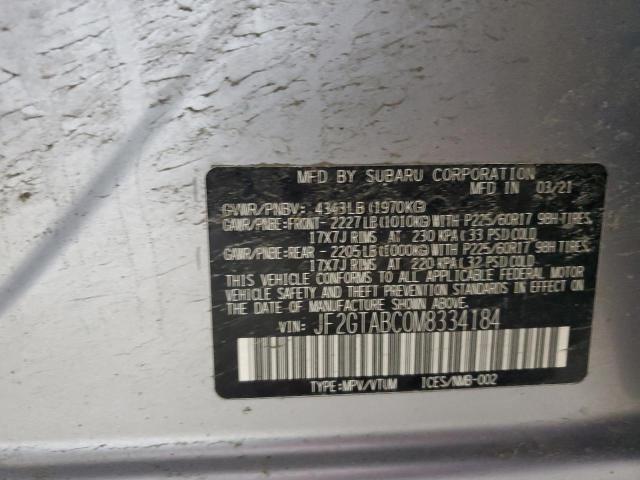 MFD BY SUBARU CORPORATION
MFD IN 03/21
GVWR/PNBV: 4343LB(1970KG)
GAWR/PNBE:FRONT-2227LB(1010KG)WITH P225/60R17 98H TIRES,
17X7J RIMS AT 230 KPA(33 PSI)COLD
GAWR/PNBE:REAR-2205LB(1000KG)WITH P225/60R17 98H TIRES,
17X7J RIMS AT 220 KPA(32 PSI)COLD
THIS VEHICLE CONFORMS TO ALL APPLICABLE FEDERAL MOTOR
VEHICLE SAFETY AND THEFT PREVENTION STANDARDS IN EFFECT ON
THE DATE OF MANUFACTURE SHOWN ABOVE.
VIN: JF2GTABC0M8334184
TYPE:MPV/VTUM ICES/NMB-002